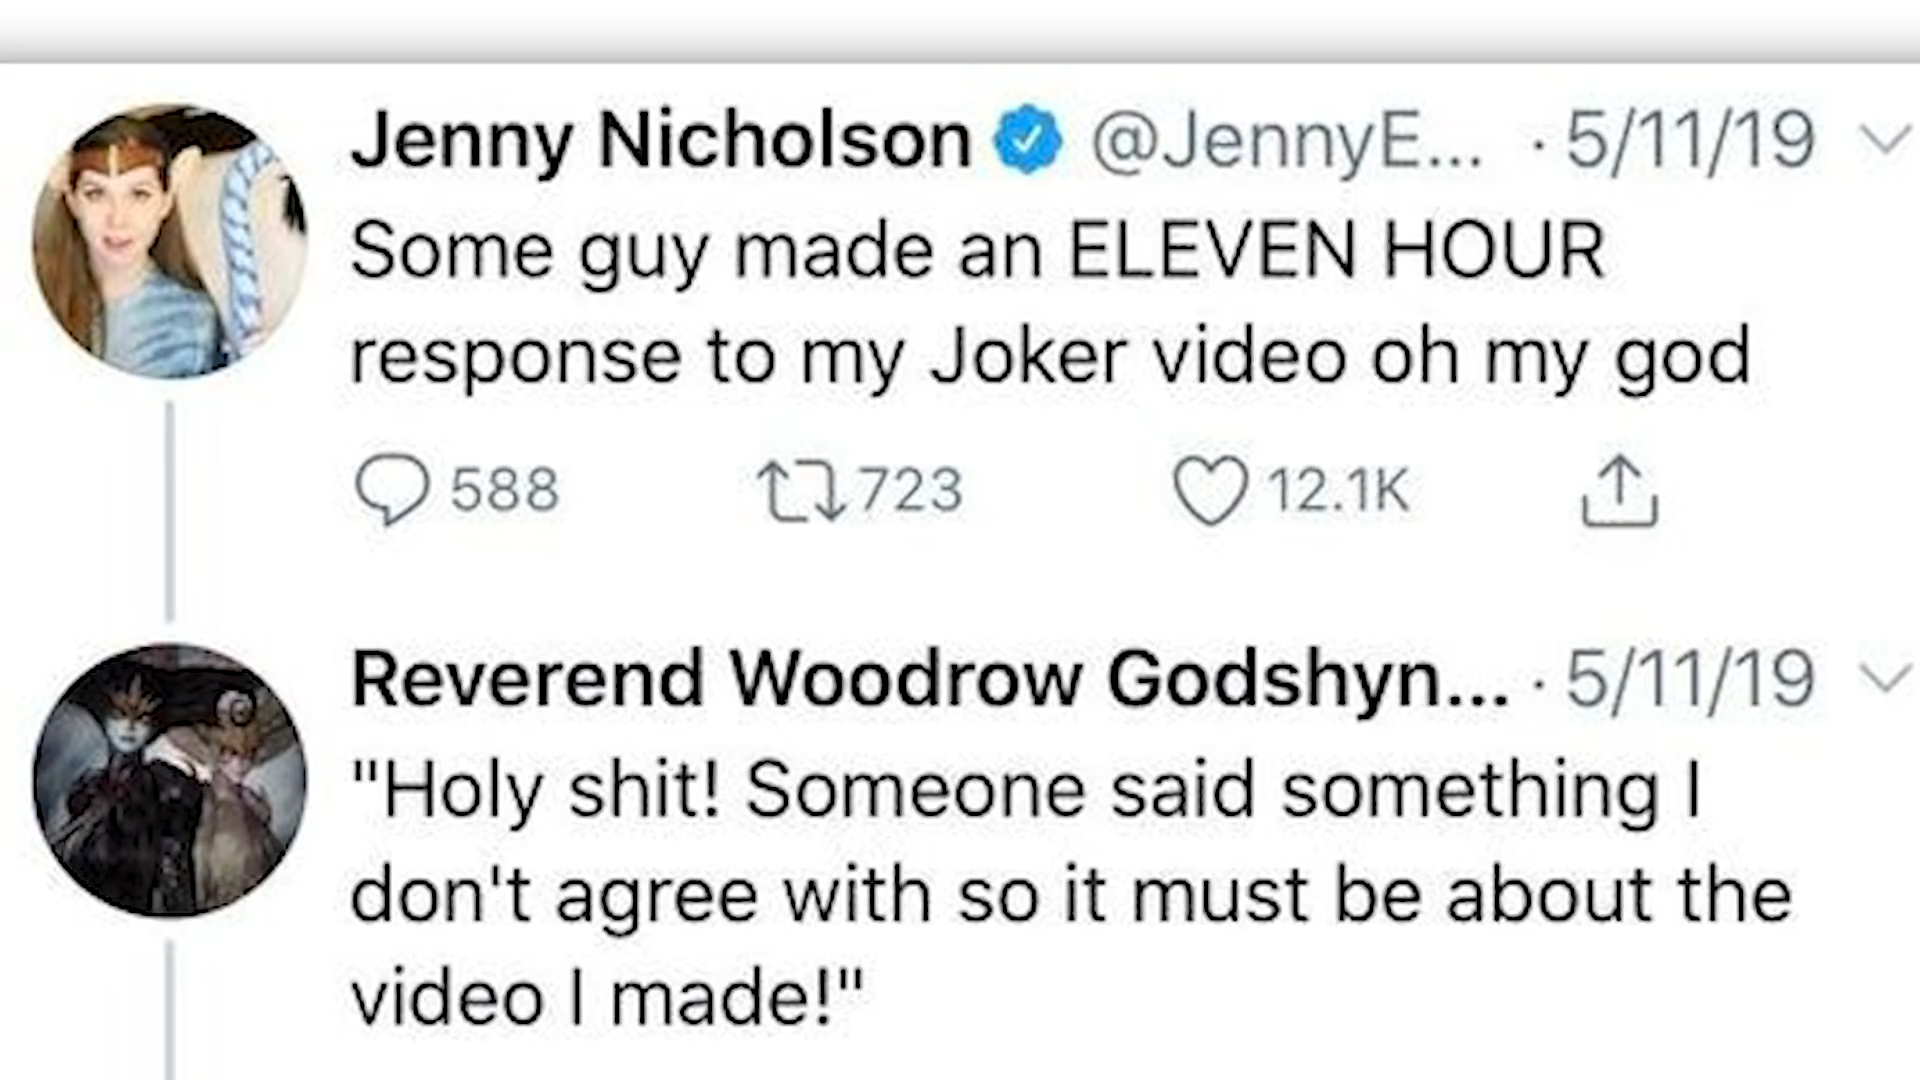 Jenny Nicholson @JennyE... · 5/11/19
Some guy made an ELEVEN HOUR
response to my Joker video oh my god
588 723 12.1K
Reverend Woodrow Godshyn... · 5/11/19
"Holy shit! Someone said something I
don't agree with so it must be about the
video I made!"